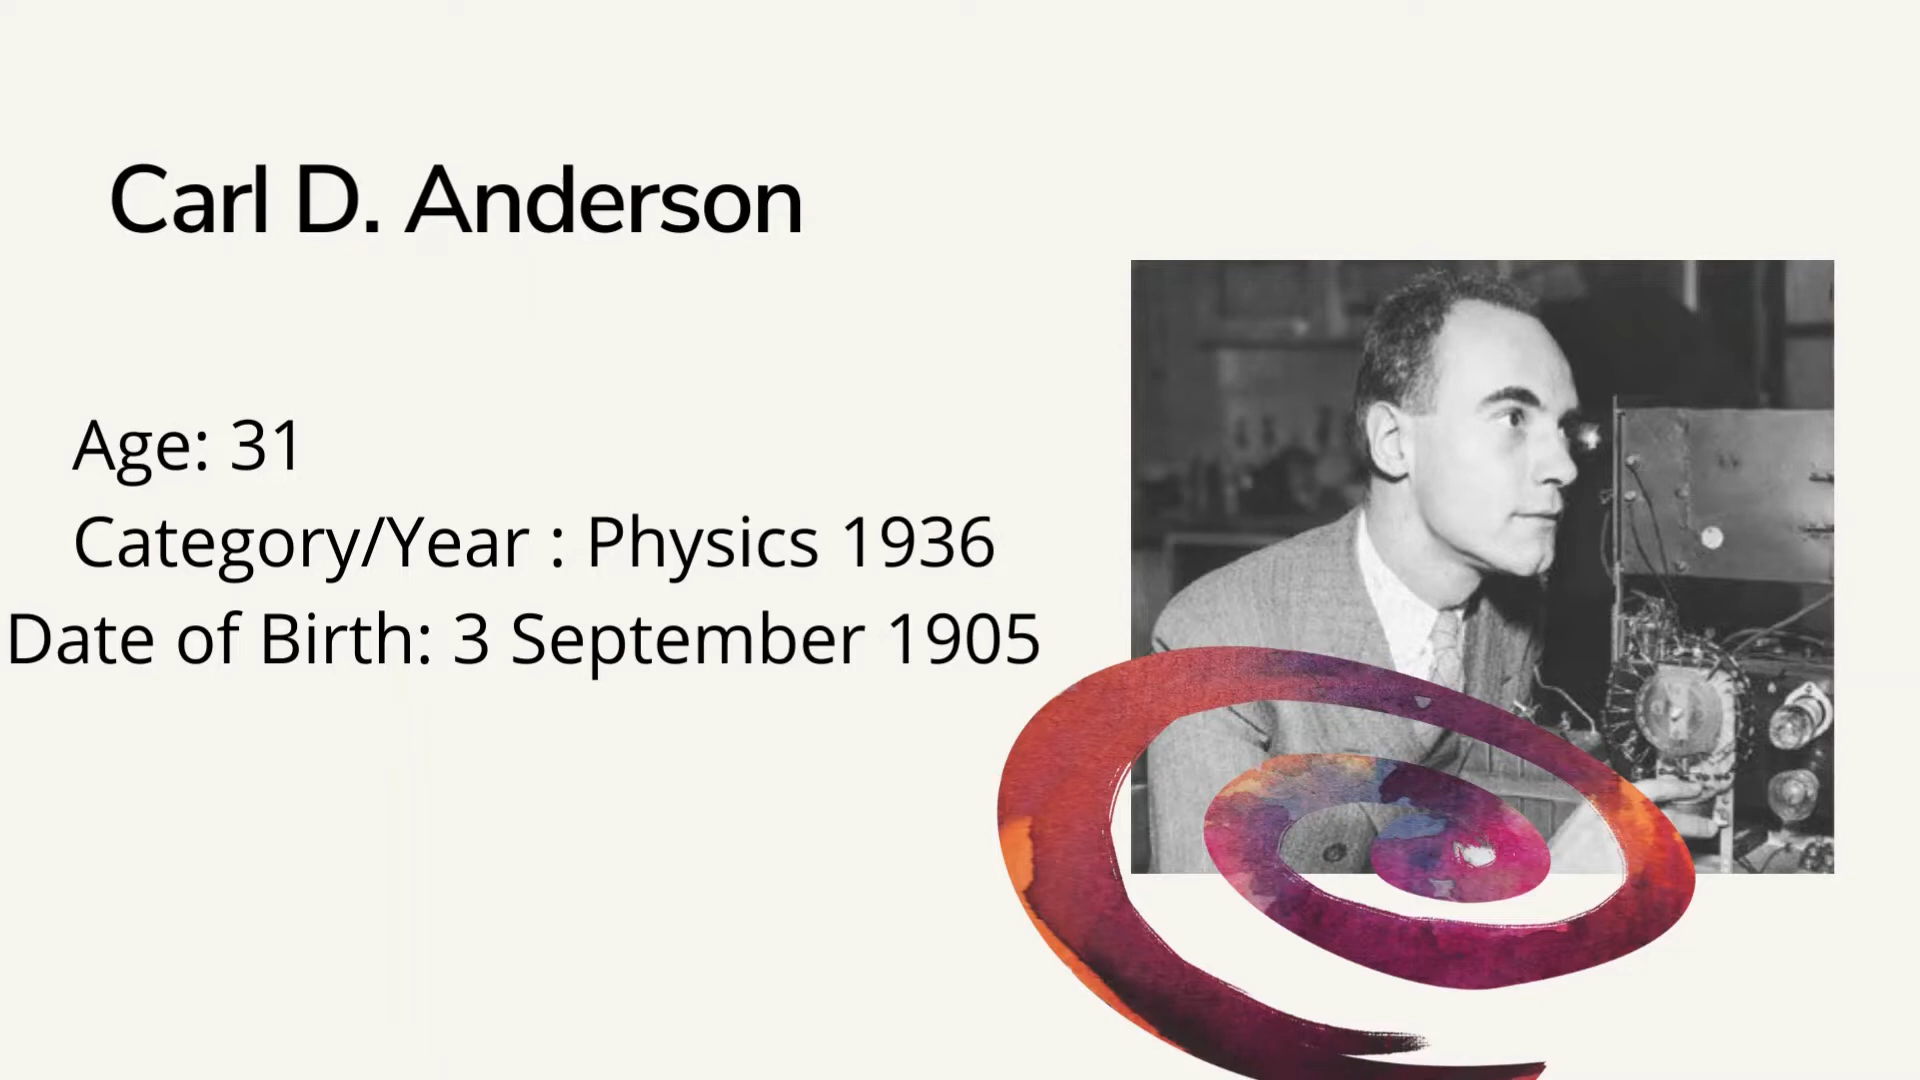 Carl D. Anderson
Age: 31
Category/Year : Physics 1936
Date of Birth: 3 September 1905